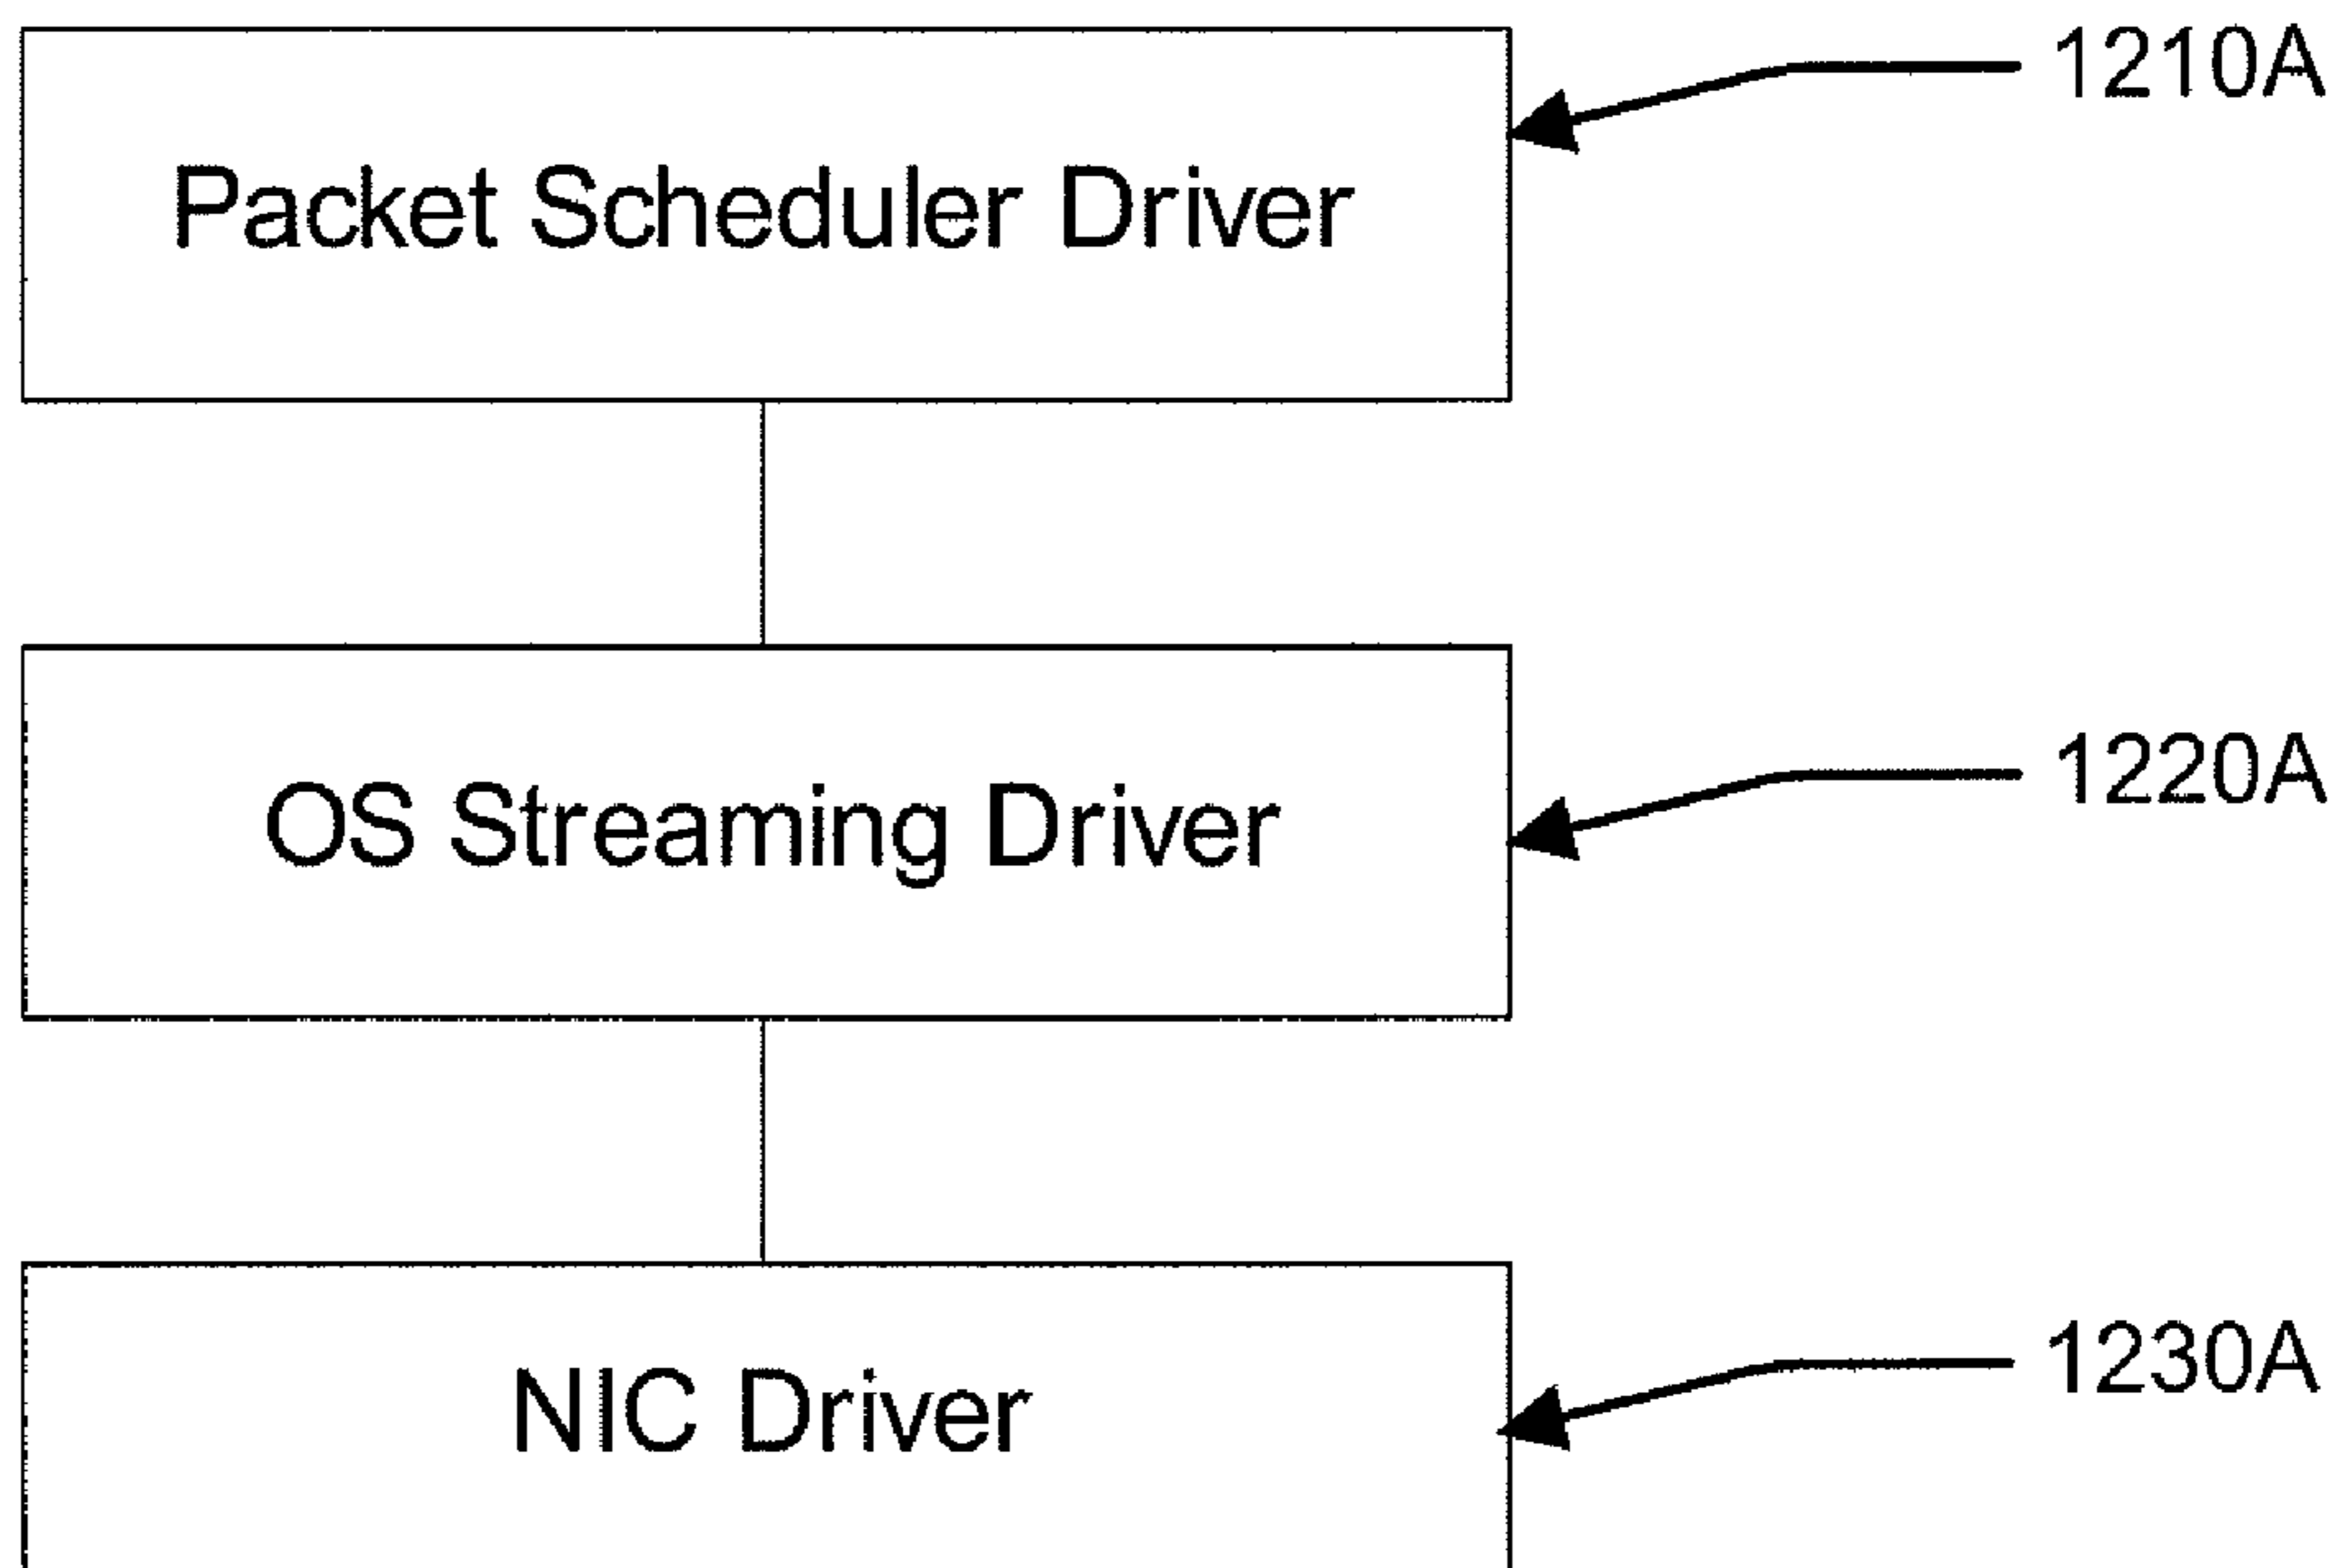 1210A
Packet Scheduler Driver
1220A
OS Streaming Driver
1230A
NIC Driver